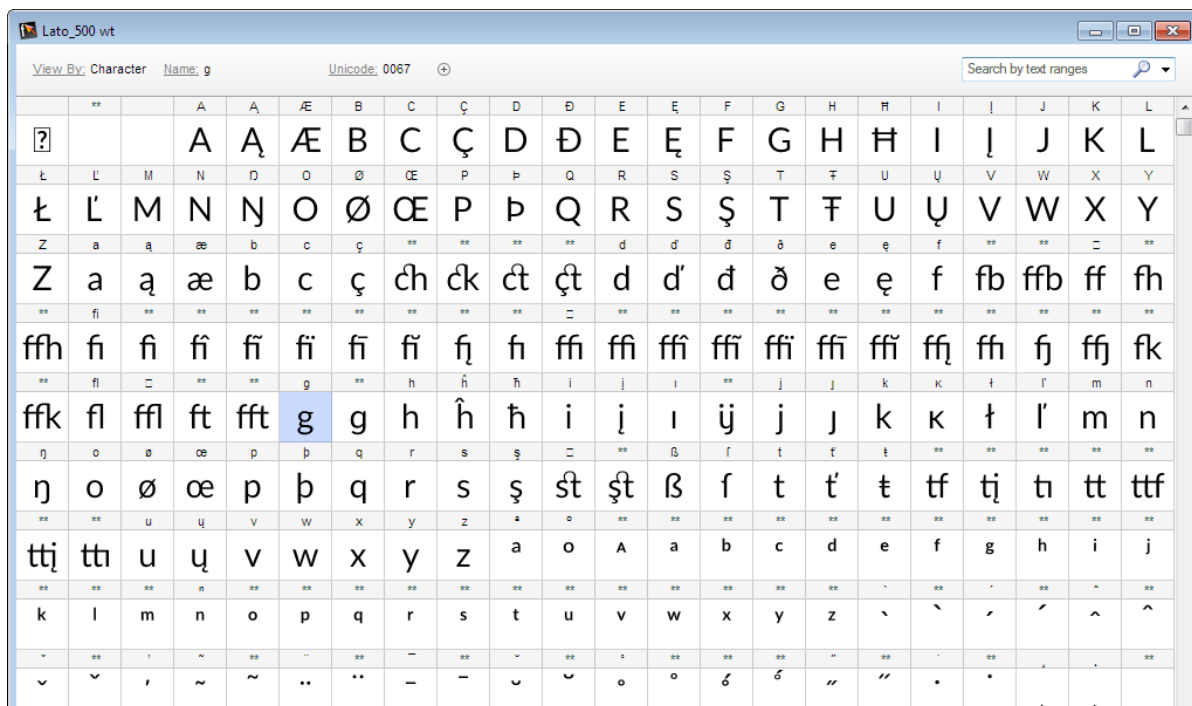 Lato_500 wt
View By: Character Name: g Unicode: 0067 Search by text ranges
** A Ą Æ B C Ç D Đ E Ę F G H Ħ I Į J K L
? A Ą Æ B C Ç D Đ E Ę F G H Ħ I Į J K L
Ł Ľ M N Ŋ O Ø Œ P Þ Q R S Ş T Ŧ U Ų V W X Y
Ł Ľ M N Ŋ O Ø Œ P Þ Q R S Ş T Ŧ U Ų V W X Y
Z a ą æ b c ç ** ** ** ** d ď đ ð e ę f ** ** **
Z a ą æ b c ç ch ck ct çt d ď đ ð e ę f fb ffb ff fh
** fi ** ** ** ** ** ** ** ** ** ** ** ** ** ** ** ** ** ** **
ffh fi fi fî fĩ fï fī fĭ fį fı ffi ffi ffî ffĩ ffï ffī ffĭ ffį ffı fj ffj fk
** fl ** ** g ** h ĥ ħ i į ı ** j ȷ k ĸ ł ľ m n
ffk fl ffl ft fft g g h ĥ ħ i į ı ÿ j ȷ k ĸ ł ľ m n
ŋ o ø œ p þ q r s ş ** ß ſ t ť ŧ ** ** ** ** **
ŋ o ø œ p þ q r s ş st şt ß ſ t ť ŧ tf tį tı tt ttf
** ** u ų v w x y z ª º ** ** ** ** ** ** ** ** ** ** **
ttį ttı u ų v w x y z a o A a b c d e f g h i j
** ** ** ⁿ ** ** ** ** ** ** ** ** ** ** ** ** ` ** ´ ** ˆ **
k l m n o p q r s t u v w x y z ` ` ´ ´ ˆ ˆ